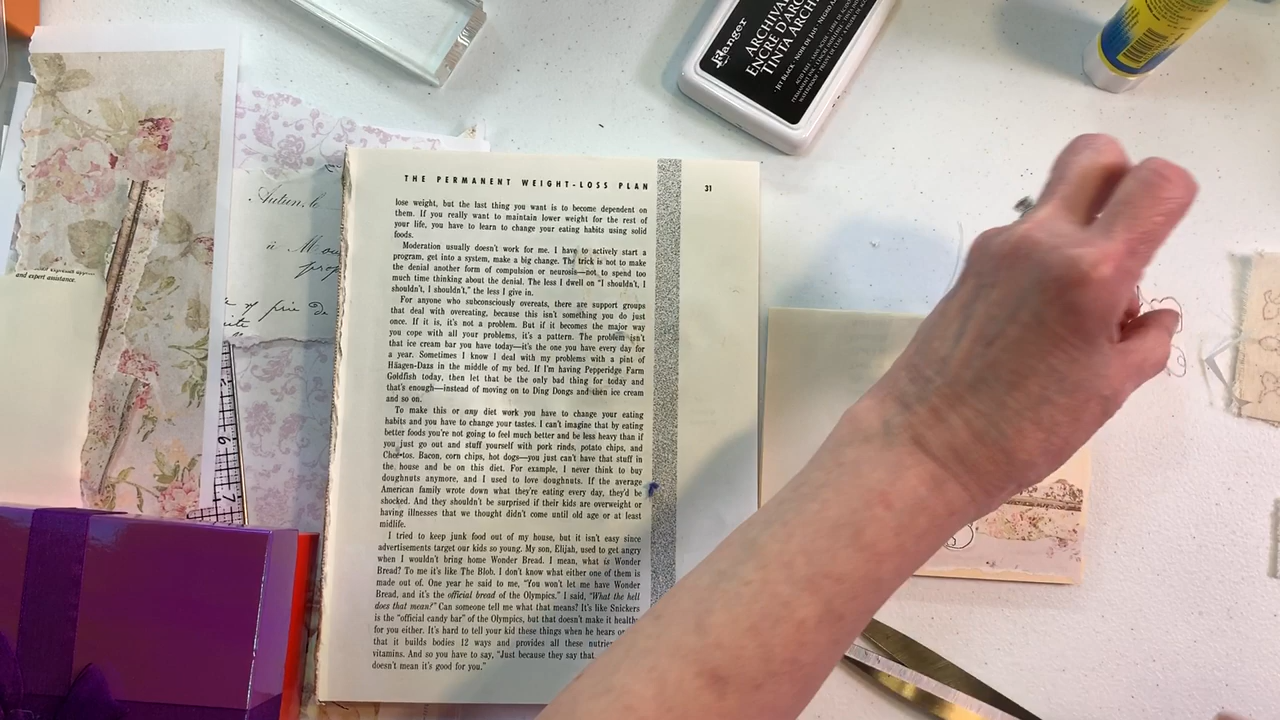 Ranger
ARCHIVAL
ENCRE D'ARC
TINTA ARCH
· JET BLACK · NOIR DE JAIS ·
Autun, le
and expert assistance.
THE PERMANENT WEIGHT-LOSS PLAN 31
lose weight, but the last thing you want is to become dependent on
them. If you really want to maintain lower weight for the rest of
your life, you have to learn to change your eating habits using solid
foods.
Moderation usually doesn't work for me. I have to actively start a
program, get into a system, make a big change. The trick is not to make
the denial another form of compulsion or neurosis—not to spend too
much time thinking about the denial. The less I dwell on "I shouldn't, I
shouldn't, I shouldn't," the less I give in.
For anyone who subconsciously overeats, there are support groups
that deal with overeating, because this isn't something you do just
once. If it is, it's not a problem. But if it becomes the major way
you cope with all your problems, it's a pattern. The problem isn't
that ice cream bar you have today—it's the one you have every day for
a year. Sometimes I know I deal with my problems with a pint of
Häagen-Dazs in the middle of my bed. If I'm having Pepperidge Farm
Goldfish today, then let that be the only bad thing for today and
that's enough—instead of moving on to Ding Dongs and then ice cream
and so on.
To make this or any diet work you have to change your eating
habits and you have to change your tastes. I can't imagine that by eating
better foods you're not going to feel much better and be less heavy than if
you just go out and stuff yourself with pork rinds, potato chips, and
Chee•tos. Bacon, corn chips, hot dogs—you just can't have that stuff in
the house and be on this diet. For example, I never think to buy
doughnuts anymore, and I used to love doughnuts. If the average
American family wrote down what they're eating every day, they'd be
shocked. And they shouldn't be surprised if their kids are overweight or
having illnesses that we thought didn't come until old age or at least
midlife.
I tried to keep junk food out of my house, but it isn't easy since
advertisements target our kids so young. My son, Elijah, used to get angry
when I wouldn't bring home Wonder Bread. I mean, what is Wonder
Bread? To me it's like The Blob. I don't know what either one of them is
made out of. One year he said to me, "You won't let me have Wonder
Bread, and it's the official bread of the Olympics." I said, "What the hell
does that mean?" Can someone tell me what that means? It's like Snickers
is the "official candy bar" of the Olympics, but that doesn't make it health
for you either. It's hard to tell your kid these things when he hears o
that it builds bodies 12 ways and provides all these nutrie
vitamins. And so you have to say, "Just because they say that
doesn't mean it's good for you."